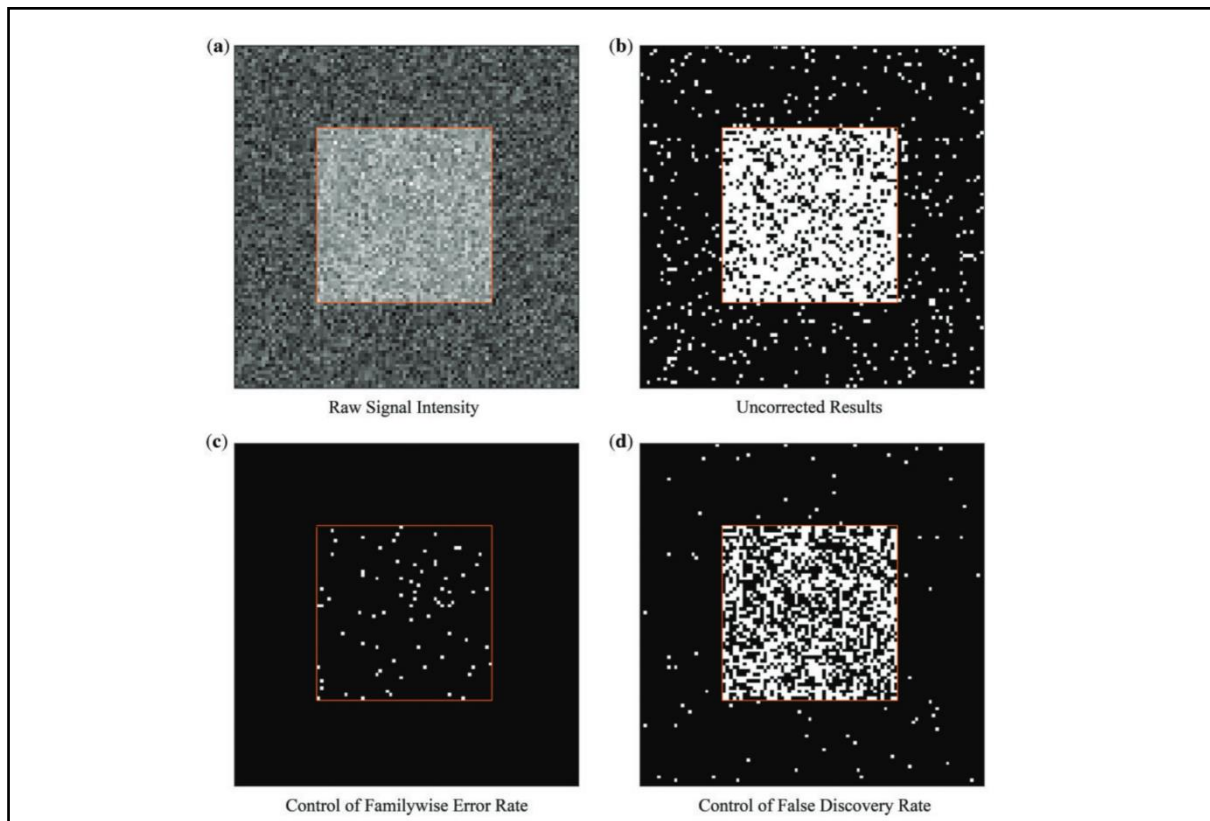 (a)
(b)
Raw Signal Intensity
Uncorrected Results
(c)
(d)
Control of Familywise Error Rate
Control of False Discovery Rate